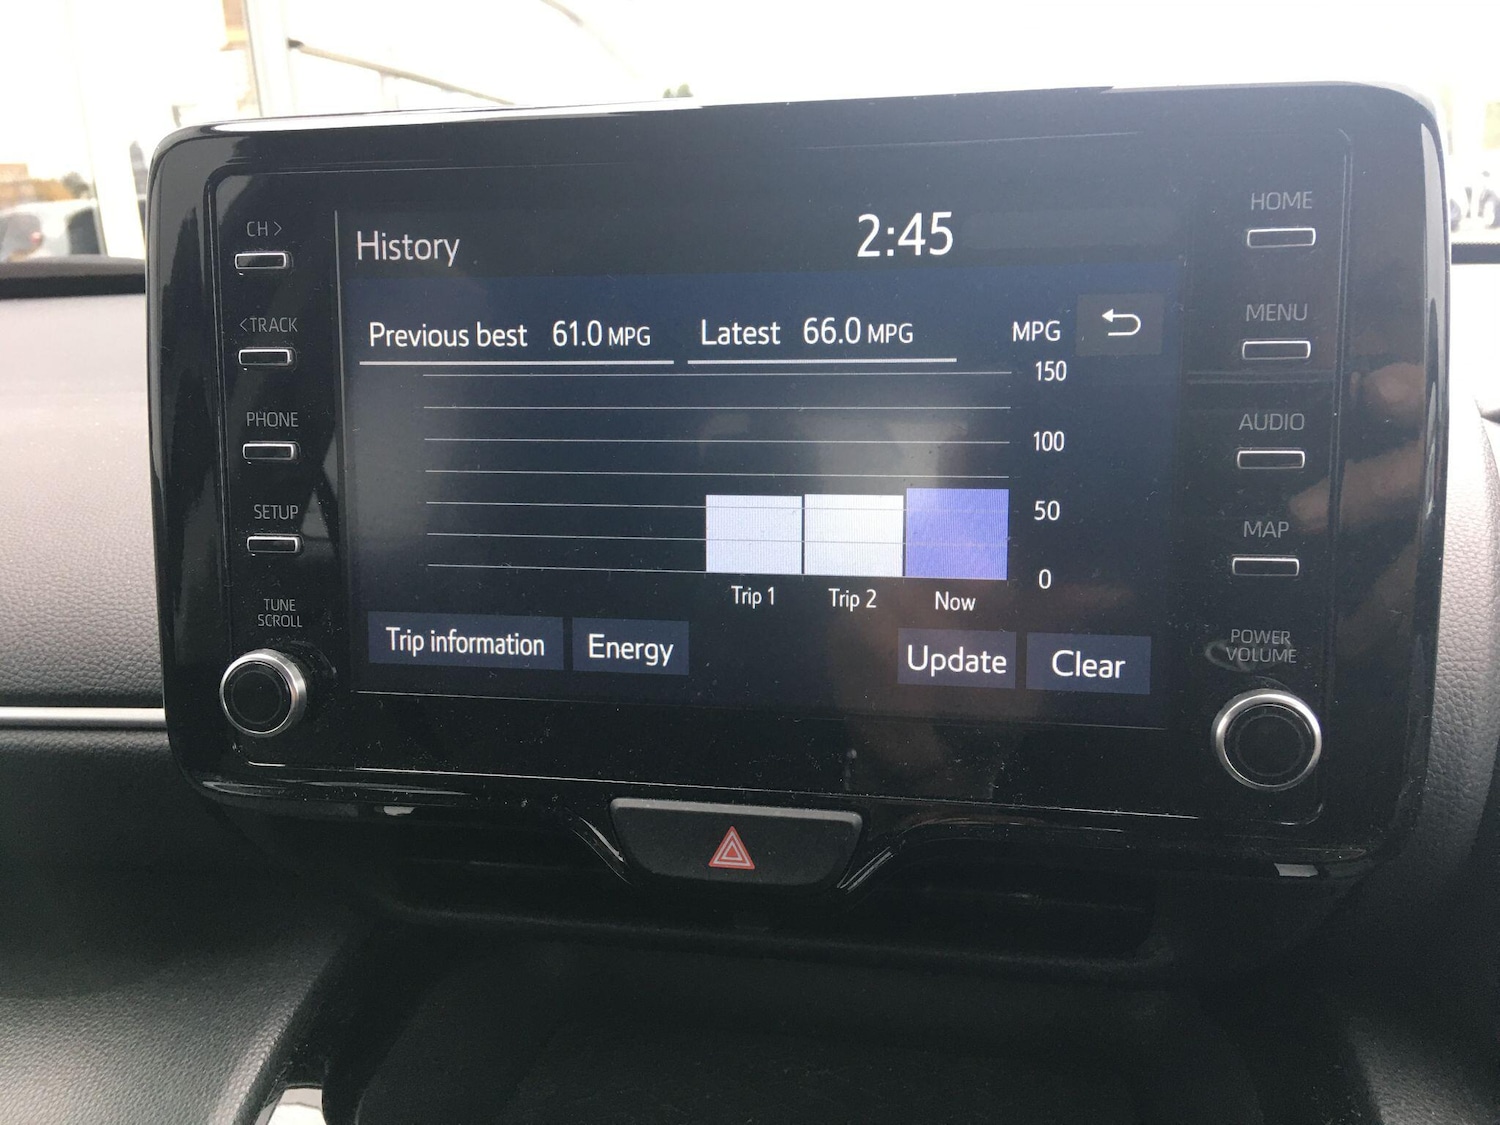 CH >
<TRACK
PHONE
SETUP
TUNE
SCROLL
History
2:45
Previous best 61.0 MPG
Latest 66.0 MPG
MPG
150
100
50
0
Trip 1
Trip 2
Now
Trip information
Energy
Update
Clear
HOME
MENU
AUDIO
MAP
POWER
VOLUME